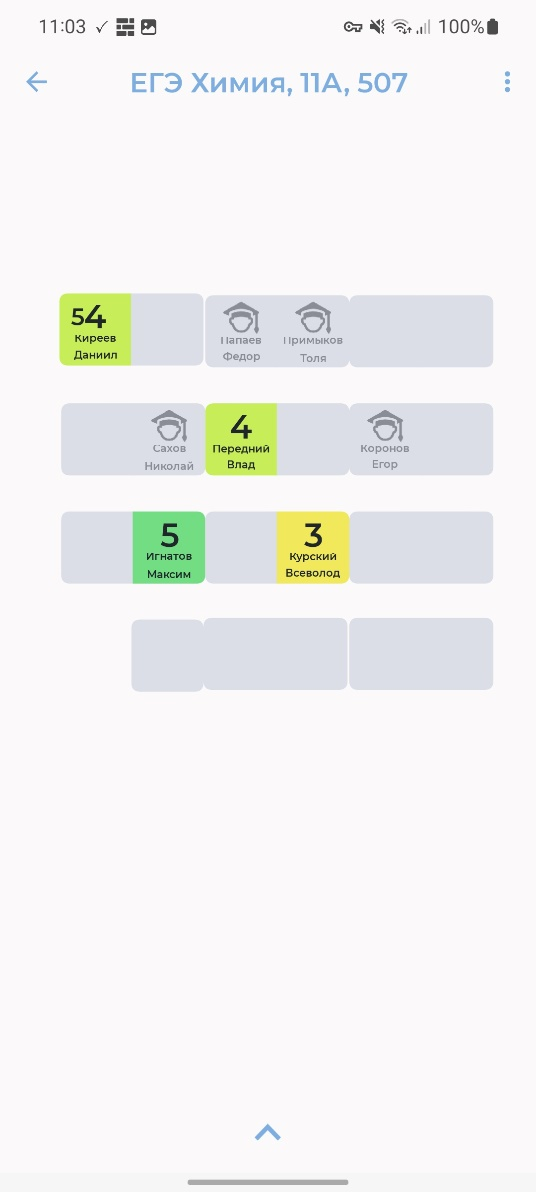 11:03 100%
ЕГЭ Химия, 11А, 507
54
Киреев
Даниил
Папаев
Федор
Примыков
Толя
Сахов
Николай
4
Передний
Влад
Коронов
Егор
5
Игнатов
Максим
3
Курский
Всеволод